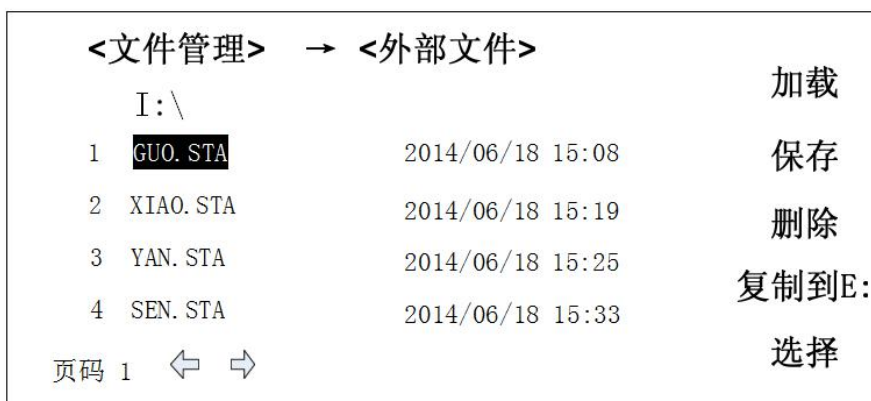 <文件管理> → <外部文件>
I:\
1 GUO.STA 2014/06/18 15:08
2 XIAO.STA 2014/06/18 15:19
3 YAN.STA 2014/06/18 15:25
4 SEN.STA 2014/06/18 15:33
页码 1
加载
保存
删除
复制到E:
选择